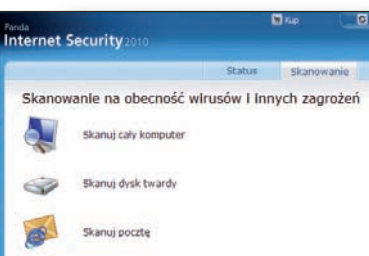 Panda
Kup
Internet Security 2010
Status
Skanowanie
Skanowanie na obecność wirusów i innych zagrożeń
Skanuj cały komputer
Skanuj dysk twardy
Skanuj pocztę